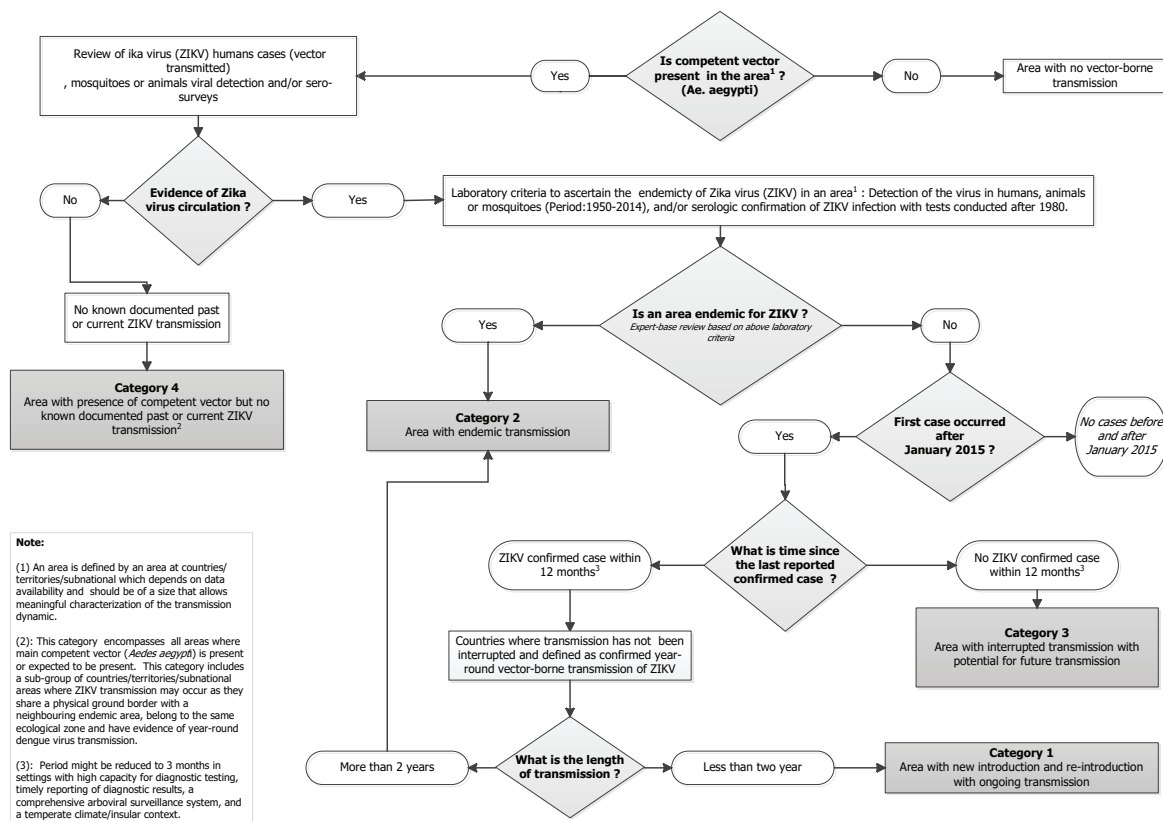 Review of ika virus (ZIKV) humans cases (vector
transmitted)
, mosquitoes or animals viral detection and/or sero-
surveys
Yes
Is competent vector
present in the area¹ ?
(Ae. aegypti)
No
Area with no vector-borne
transmission
No
Evidence of Zika
virus circulation ?
Yes
Laboratory criteria to ascertain the endemicty of Zika virus (ZIKV) in an area¹ : Detection of the virus in humans, animals
or mosquitoes (Period:1950-2014), and/or serologic confirmation of ZIKV infection with tests conducted after 1980.
No known documented past
or current ZIKV transmission
Yes
Is an area endemic for ZIKV ?
Expert-base review based on above laboratory
criteria
No
Category 4
Area with presence of competent vector but no
known documented past or current ZIKV
transmission²
Category 2
Area with endemic transmission
Yes
First case occurred
after
January 2015 ?
No cases before
and after
January 2015
ZIKV confirmed case within
12 months³
What is time since
the last reported
confirmed case ?
No ZIKV confirmed case
within 12 months³
Countries where transmission has not been
interrupted and defined as confirmed year-
round vector-borne transmission of ZIKV
Category 3
Area with interrupted transmission with
potential for future transmission
More than 2 years
What is the length
of transmission ?
Less than two year
Category 1
Area with new introduction and re-introduction
with ongoing transmission
Note:
(1) An area is defined by an area at countries/
territories/subnational which depends on data
availability and should be of a size that allows
meaningful characterization of the transmission
dynamic.
(2): This category encompasses all areas where
main competent vector (Aedes aegypti) is present
or expected to be present. This category includes
a sub-group of countries/territories/subnational
areas where ZIKV transmission may occur as they
share a physical ground border with a
neighbouring endemic area, belong to the same
ecological zone and have evidence of year-round
dengue virus transmission.
(3): Period might be reduced to 3 months in
settings with high capacity for diagnostic testing,
timely reporting of diagnostic results, a
comprehensive arboviral surveillance system, and
a temperate climate/insular context.